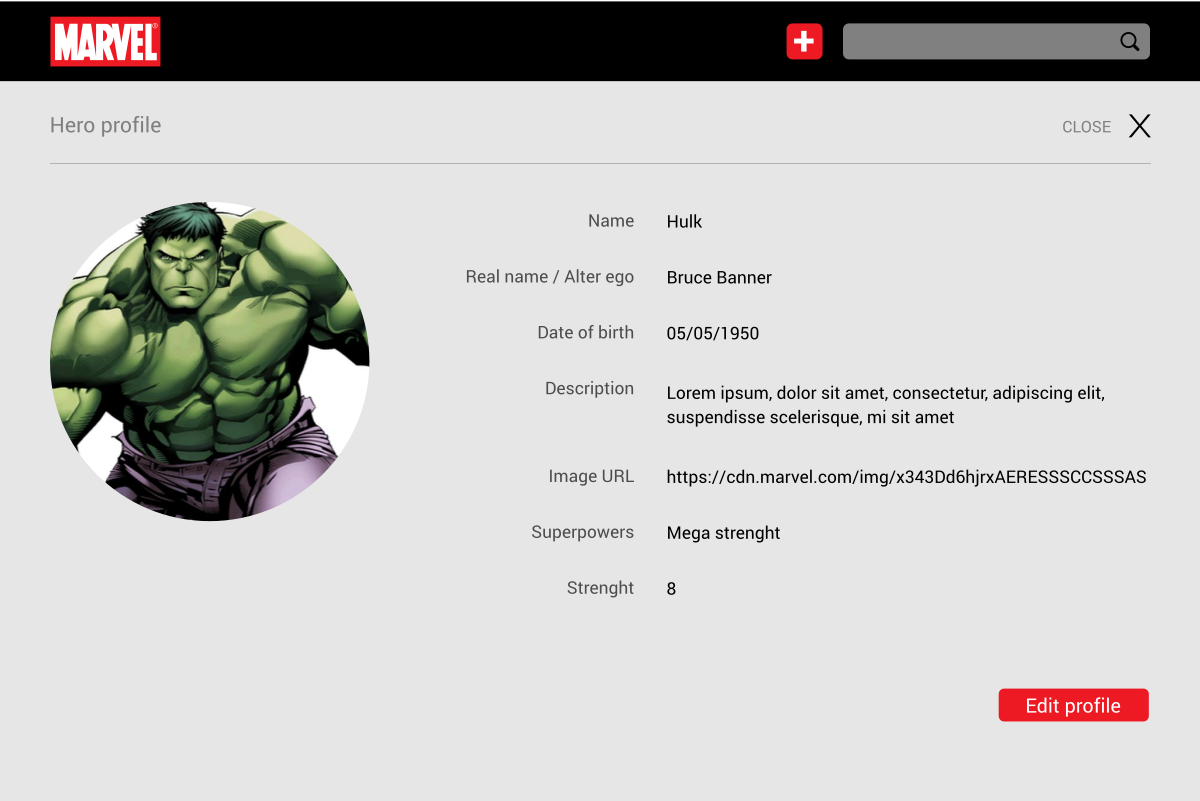 MARVEL®
Hero profile
CLOSE X
Name Hulk
Real name / Alter ego Bruce Banner
Date of birth 05/05/1950
Description Lorem ipsum, dolor sit amet, consectetur, adipiscing elit,
suspendisse scelerisque, mi sit amet
Image URL https://cdn.marvel.com/img/x343Dd6hjrxAERESSSCCSSSAS
Superpowers Mega strenght
Strenght 8
Edit profile